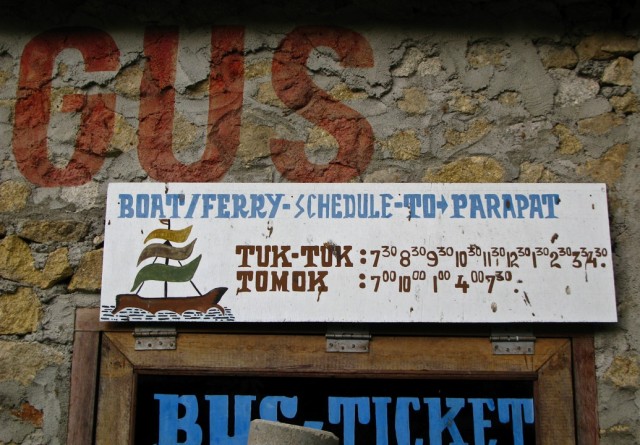 GUS
BOAT/FERRY-SCHEDULE-TO→PARAPAT
TUK-TUK : 7³⁰ 8³⁰ 9³⁰ 10³⁰ 11³⁰ 12³⁰ 1³⁰ 2³⁰ 3³⁰ 4³⁰.
TOMOK : 7⁰⁰ 10⁰⁰ 1⁰⁰ 4⁰⁰ 7³⁰.
BUS-TICKET